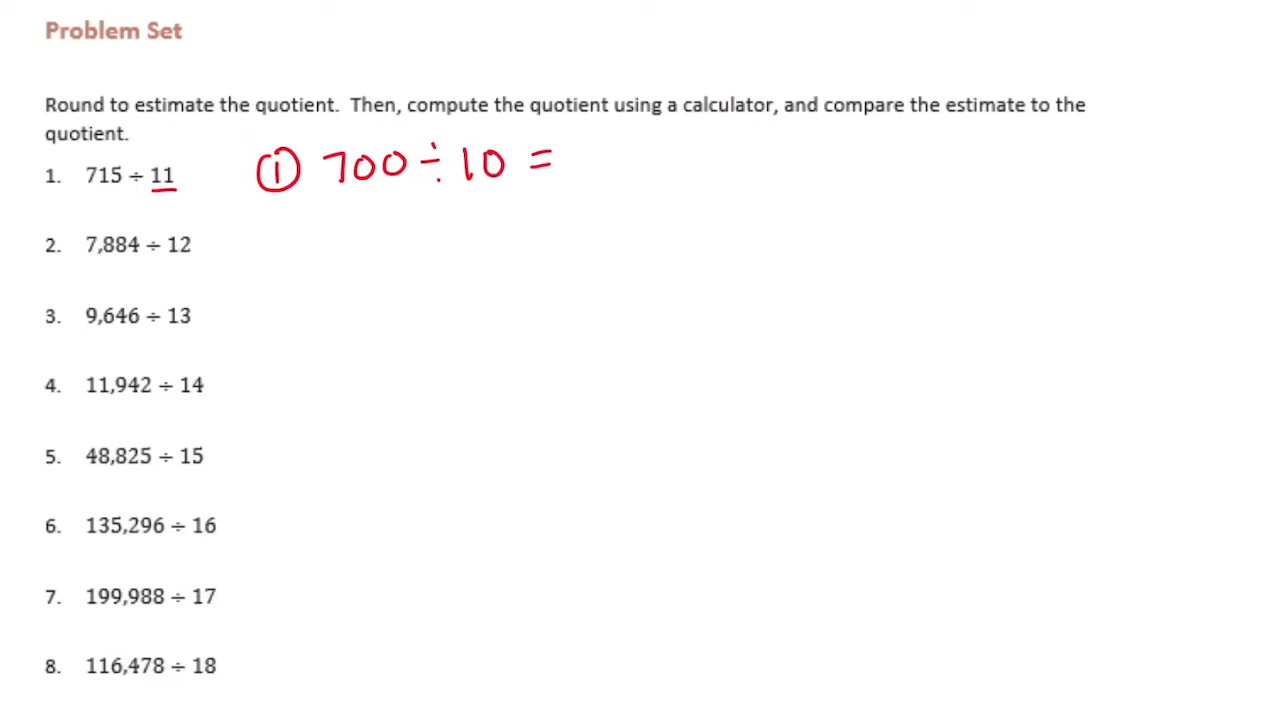 Problem Set
Round to estimate the quotient. Then, compute the quotient using a calculator, and compare the estimate to the
quotient.
1. 715 ÷ 11 ① 700 ÷ 10 =
2. 7,884 ÷ 12
3. 9,646 ÷ 13
4. 11,942 ÷ 14
5. 48,825 ÷ 15
6. 135,296 ÷ 16
7. 199,988 ÷ 17
8. 116,478 ÷ 18